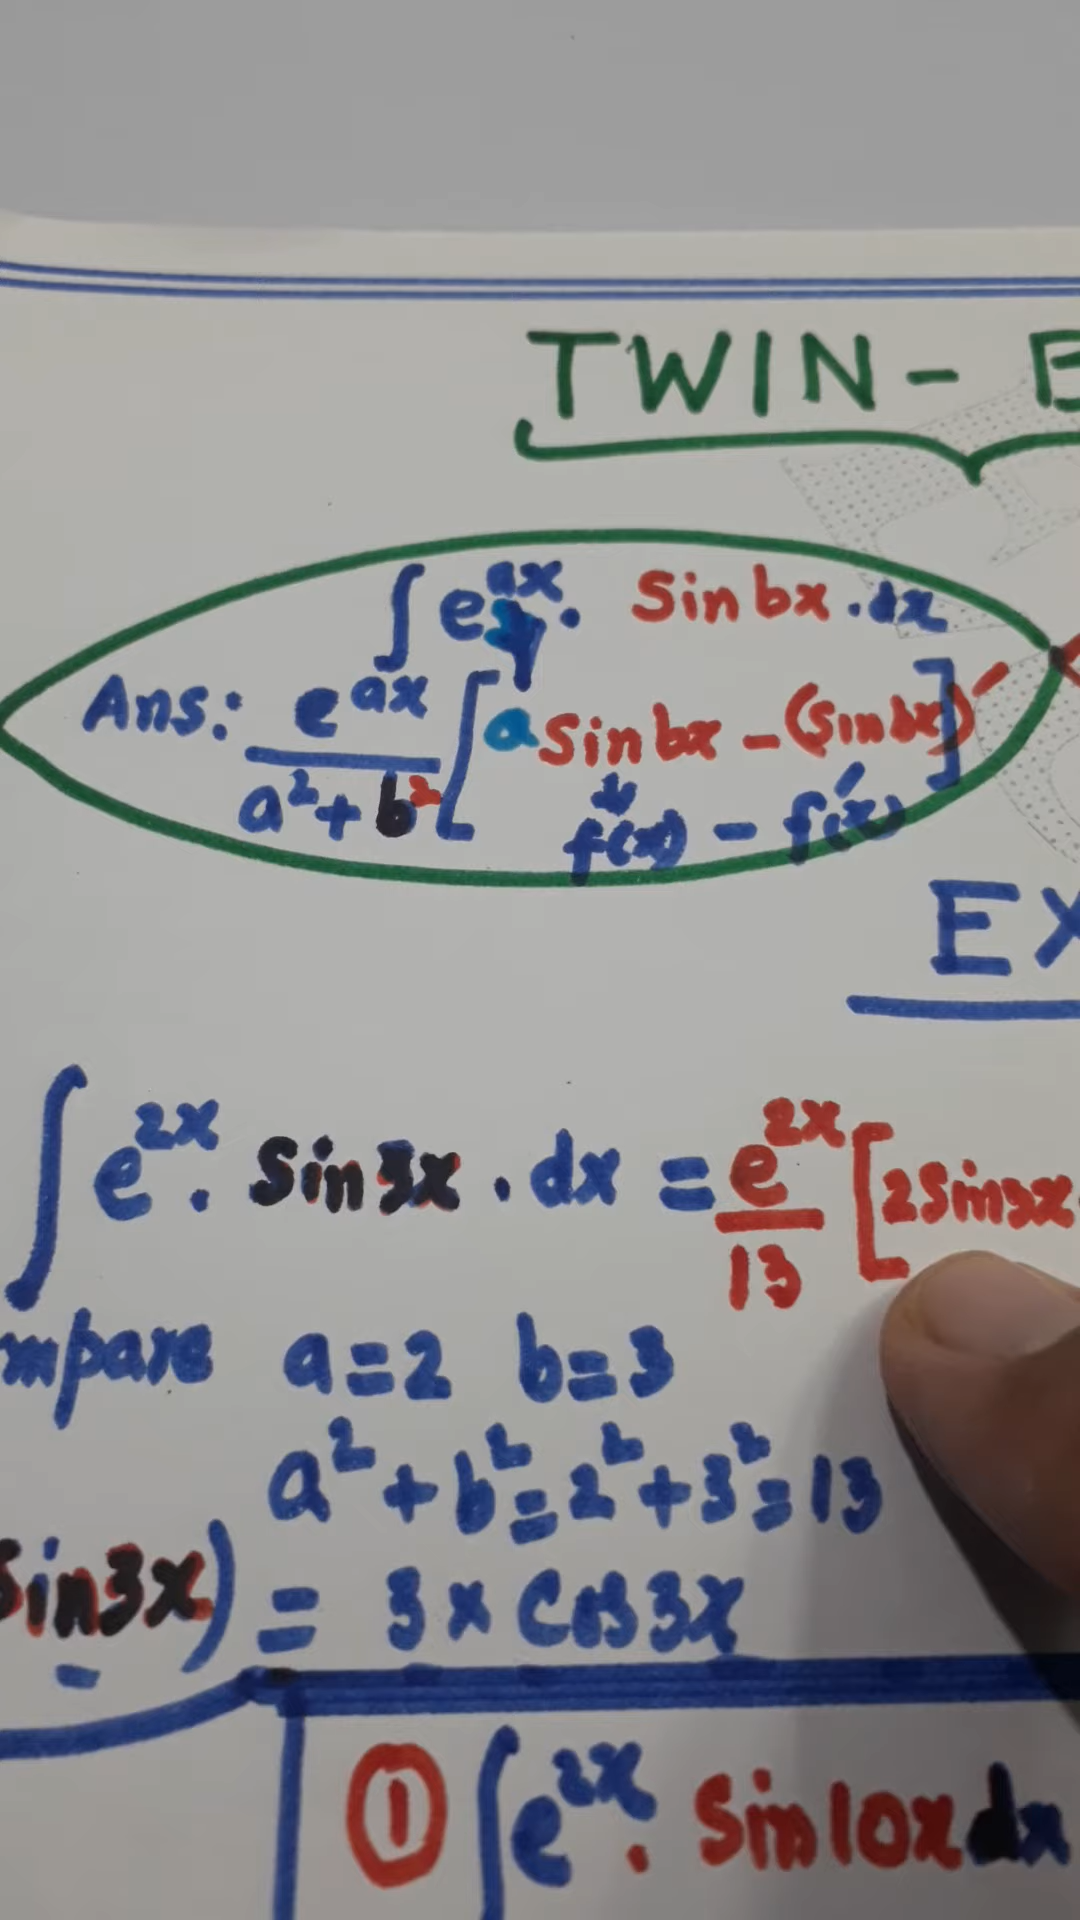 TWIN-
∫e^ax. Sin bx.dx
Ans: e^ax/a²+b² [a sin bx - (sin bx)′]
f(x) - f′(x)
EX
∫e^2x. Sin3x.dx = e^2x/13 [2Sin3x
mpare a=2 b=3
a²+b²=2²+3²=13
sin3x) = 3 x Cos3x
① ∫e^2x. Sin10x dx